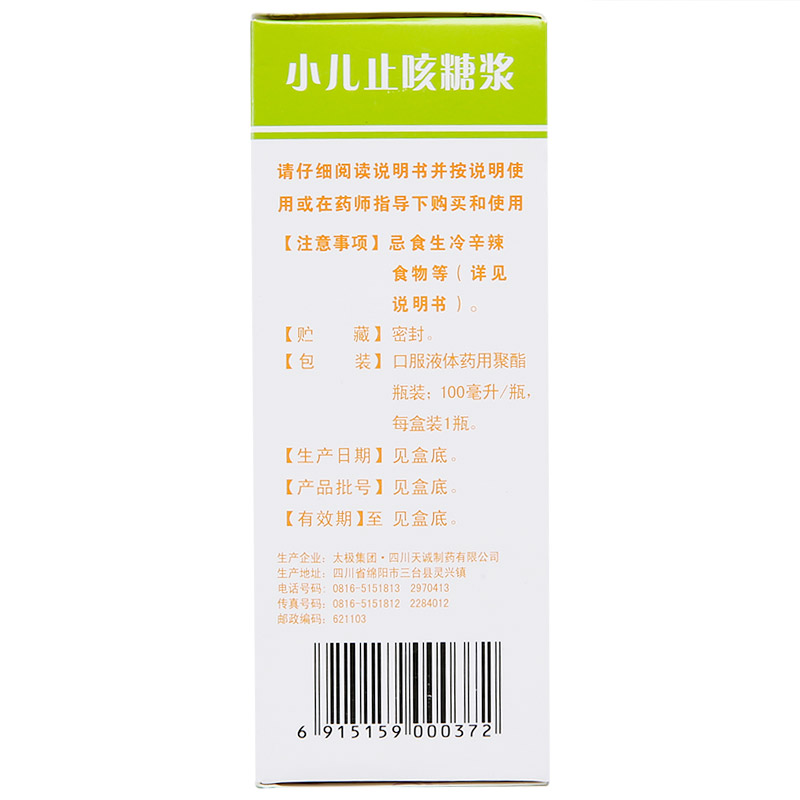 小儿止咳糖浆
请仔细阅读说明书并按说明使
用或在药师指导下购买和使用
【注意事项】忌食生冷辛辣
食物等（详见
说明书）。
【贮 藏】密封。
【包 装】口服液体药用聚酯
瓶装；100毫升/瓶，
每盒装1瓶。
【生产日期】见盒底。
【产品批号】见盒底。
【有效期】至 见盒底。
生产企业：太极集团·四川天诚制药有限公司
生产地址：四川省绵阳市三台县灵兴镇
电话号码：0816-5151813 2970413
传真号码：0816-5151812 2284012
邮政编码：621103
6 915159 000372